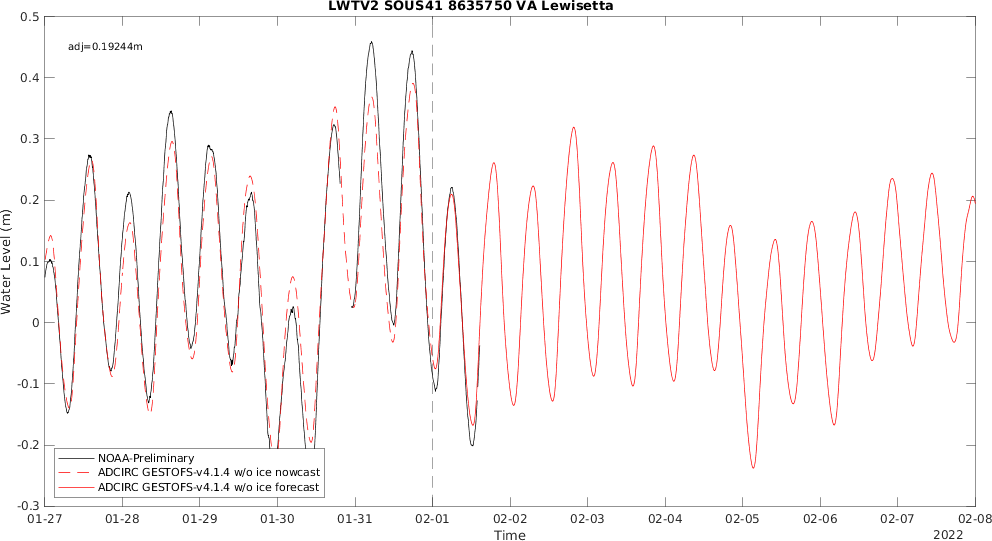 LWTV2 SOUS41 8635750 VA Lewisetta
adj=0.19244m
Water Level (m)
0.5
0.4
0.3
0.2
0.1
0
-0.1
-0.2
-0.3
NOAA-Preliminary
ADCIRC GESTOFS-v4.1.4 w/o ice nowcast
ADCIRC GESTOFS-v4.1.4 w/o ice forecast
01-27 01-28 01-29 01-30 01-31 02-01 02-02 02-03 02-04 02-05 02-06 02-07 02-08
Time
2022